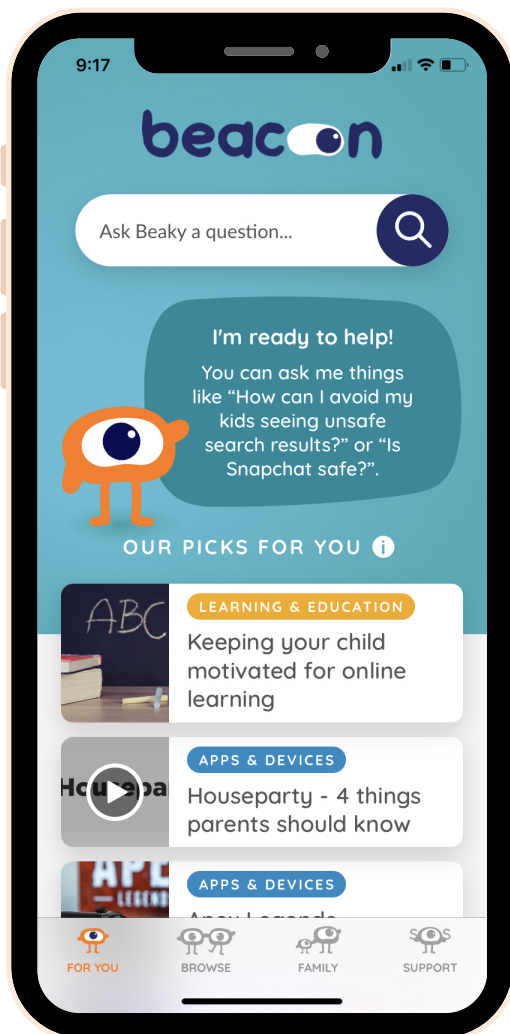 9:17
beacon
Ask Beaky a question...
I'm ready to help!
You can ask me things
like “How can I avoid my
kids seeing unsafe
search results?” or “Is
Snapchat safe?”.
OUR PICKS FOR YOU i
ABC
LEARNING & EDUCATION
Keeping your child
motivated for online
learning
APPS & DEVICES
Houseparty - 4 things
parents should know
APPS & DEVICES
Apex Legends
FOR YOU
BROWSE
FAMILY
SOS
SUPPORT